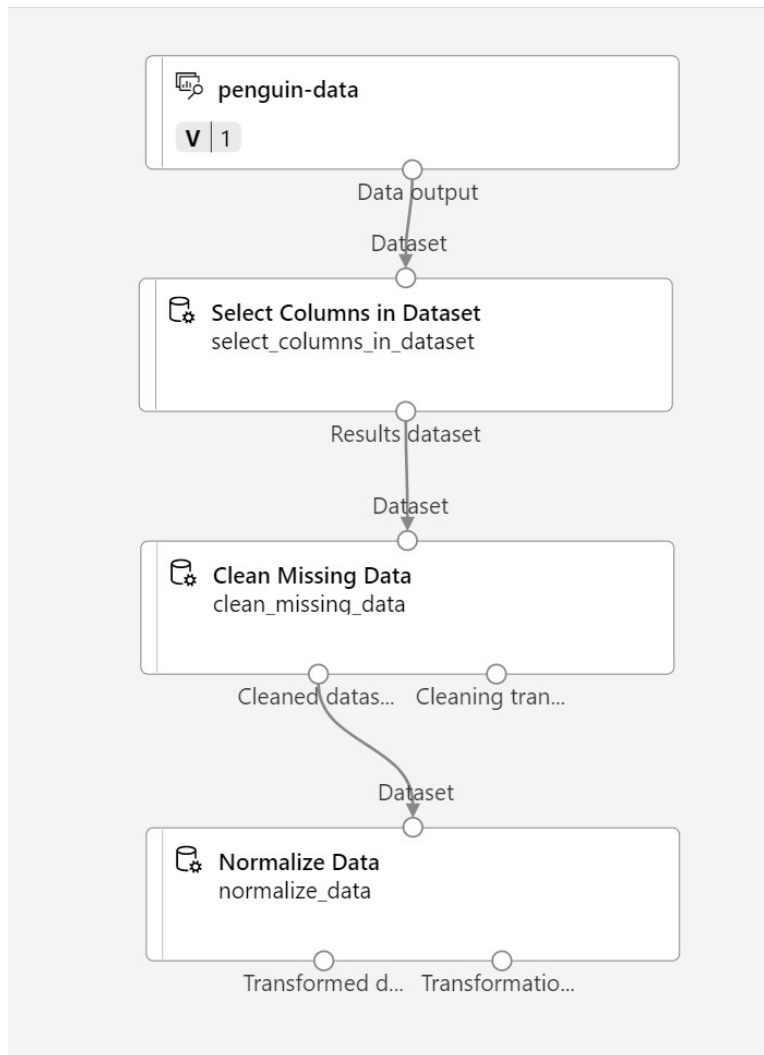 penguin-data
V 1
Data output
Dataset
Select Columns in Dataset
select_columns_in_dataset
Results dataset
Dataset
Clean Missing Data
clean_missing_data
Cleaned datas... Cleaning tran...
Dataset
Normalize Data
normalize_data
Transformed d... Transformatio...